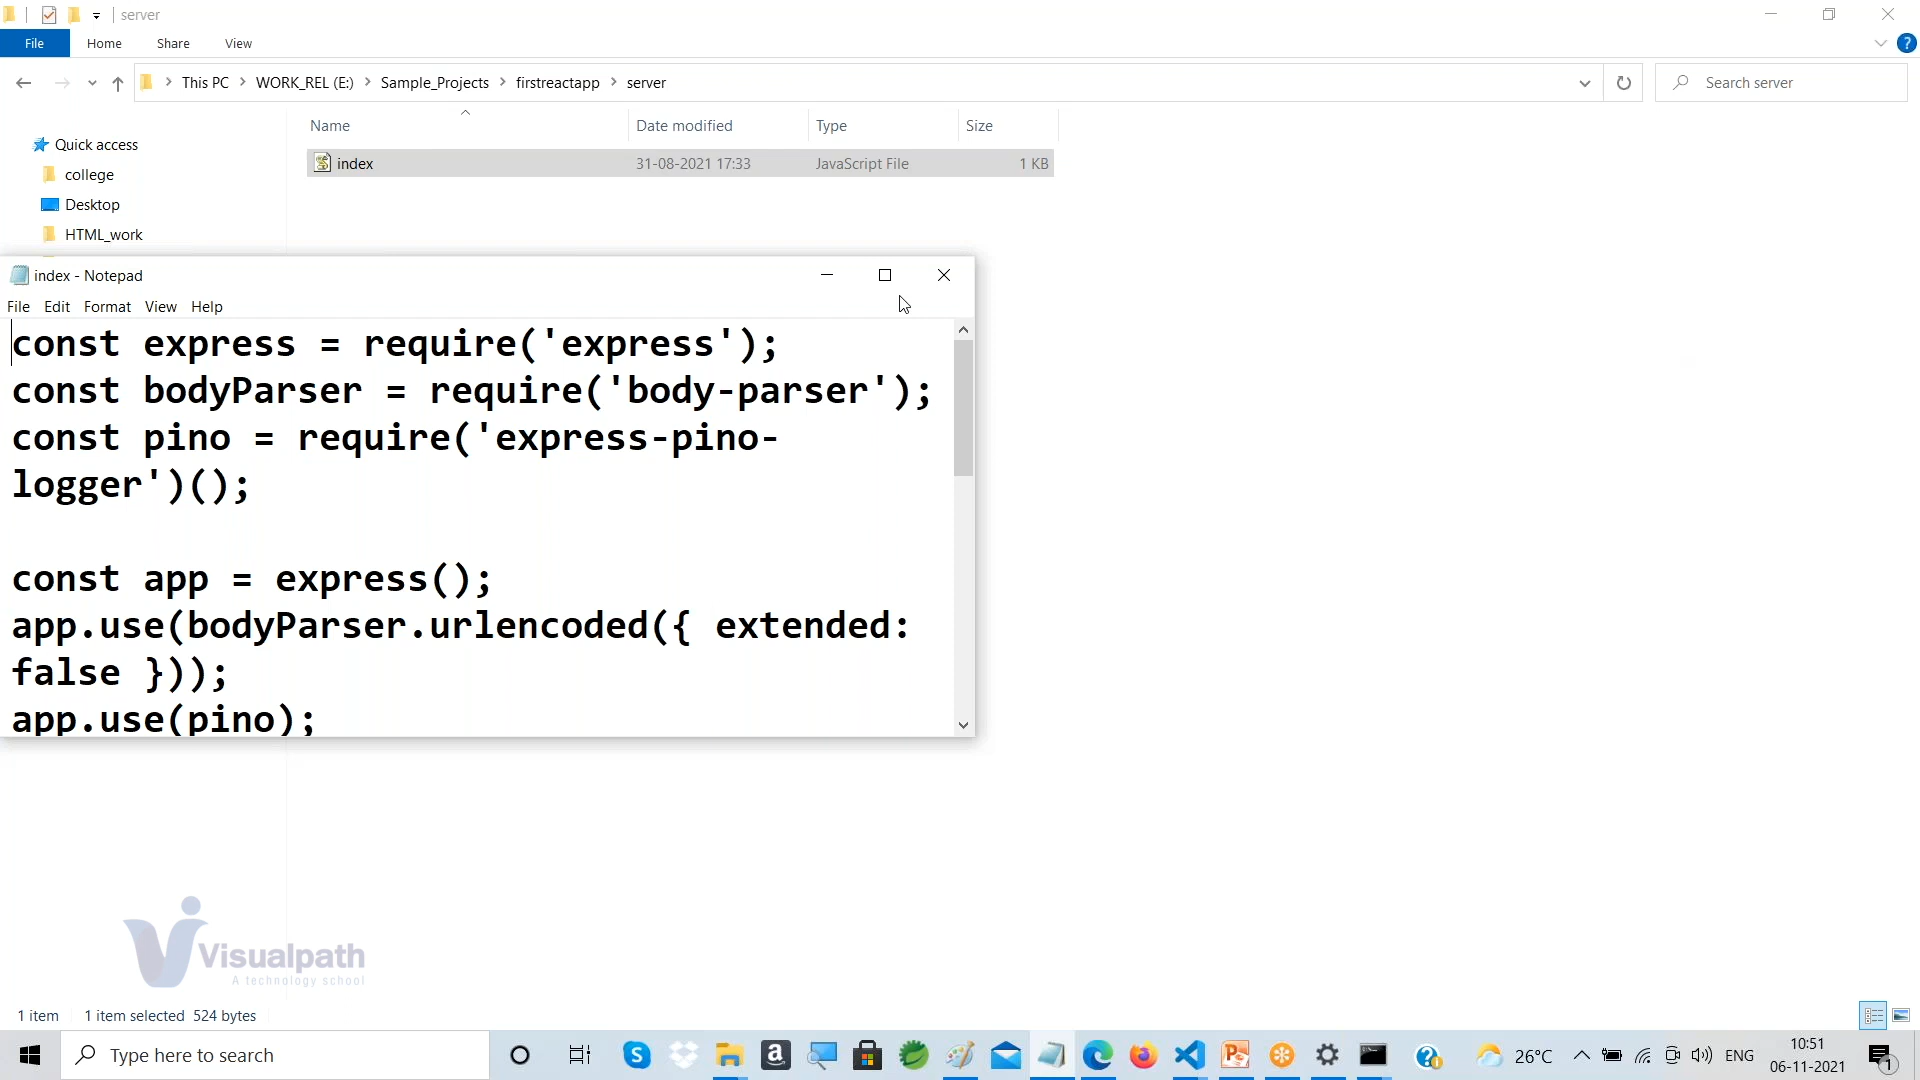 server
File Home Share View
This PC > WORK_REL (E:) > Sample_Projects > firstreactapp > server
Search server
Name Date modified Type Size
Quick access
index 31-08-2021 17:33 JavaScript File 1 KB
college
Desktop
HTML_work
index - Notepad
File Edit Format View Help
const express = require('express');
const bodyParser = require('body-parser');
const pino = require('express-pino-
logger')();
const app = express();
app.use(bodyParser.urlencoded({ extended:
false }));
app.use(pino);
Visualpath
A technology school
1 item 1 item selected 524 bytes
Type here to search
26°C
ENG
10:51
06-11-2021
1